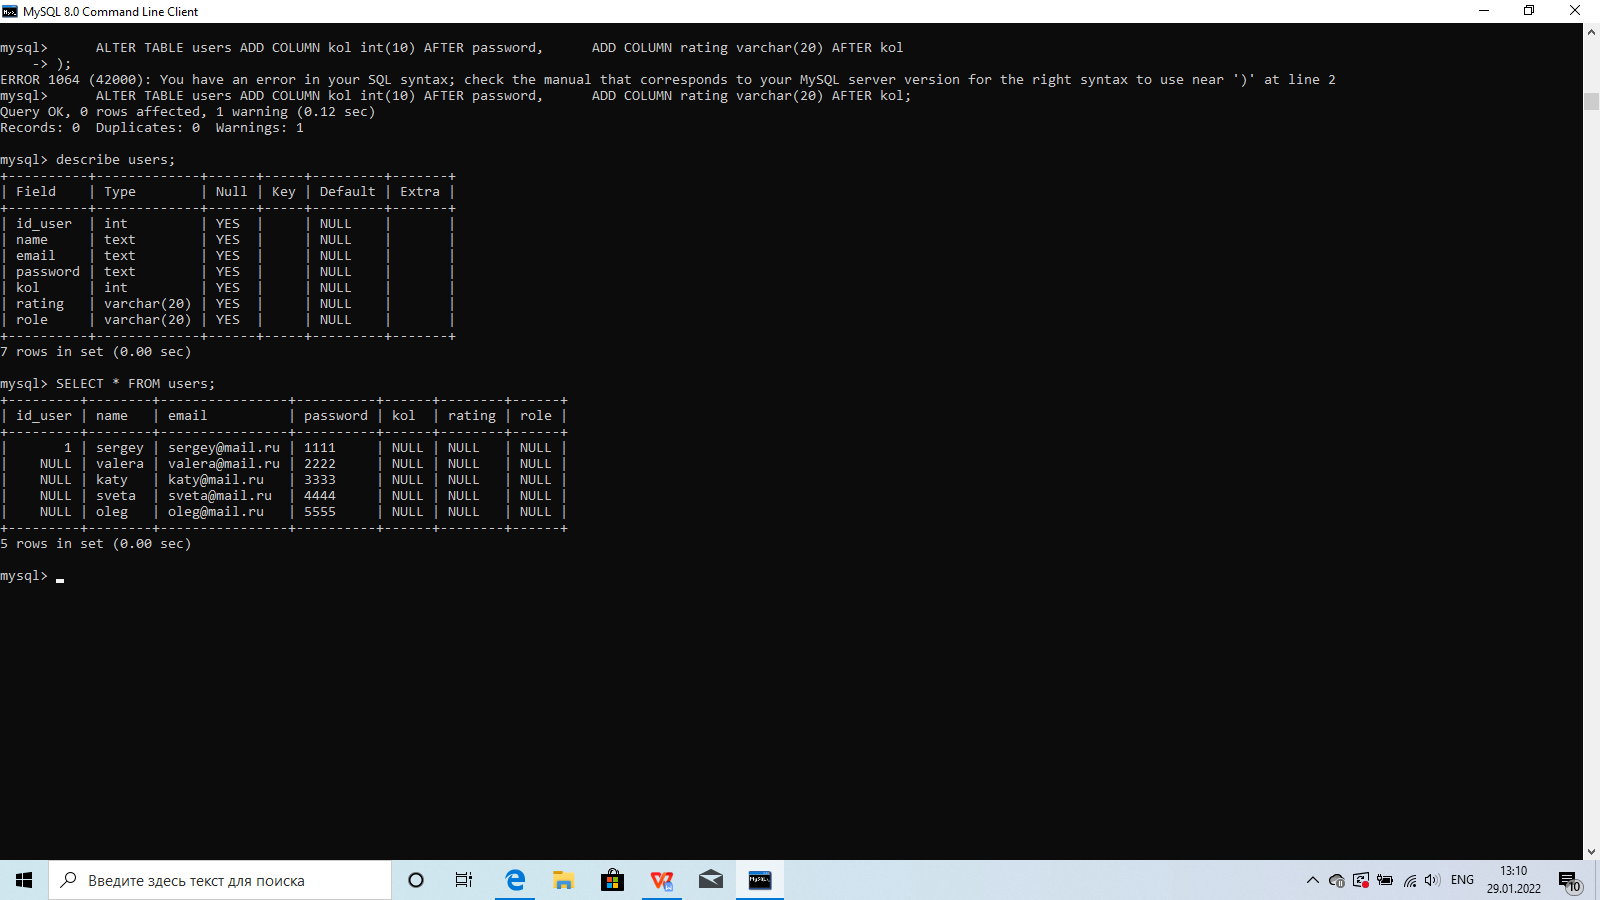 MySQL 8.0 Command Line Client
mysql>      ALTER TABLE users ADD COLUMN kol int(10) AFTER password,      ADD COLUMN rating varchar(20) AFTER kol
    -> );
ERROR 1064 (42000): You have an error in your SQL syntax; check the manual that corresponds to your MySQL server version for the right syntax to use near ')' at line 2
mysql>      ALTER TABLE users ADD COLUMN kol int(10) AFTER password,      ADD COLUMN rating varchar(20) AFTER kol;
Query OK, 0 rows affected, 1 warning (0.12 sec)
Records: 0  Duplicates: 0  Warnings: 1
mysql> describe users;
+----------+-------------+------+-----+---------+-------+
| Field    | Type        | Null | Key | Default | Extra |
+----------+-------------+------+-----+---------+-------+
| id_user  | int         | YES  |     | NULL    |       |
| name     | text        | YES  |     | NULL    |       |
| email    | text        | YES  |     | NULL    |       |
| password | text        | YES  |     | NULL    |       |
| kol      | int         | YES  |     | NULL    |       |
| rating   | varchar(20) | YES  |     | NULL    |       |
| role     | varchar(20) | YES  |     | NULL    |       |
+----------+-------------+------+-----+---------+-------+
7 rows in set (0.00 sec)
mysql> SELECT * FROM users;
+---------+--------+----------------+----------+------+--------+------+
| id_user | name   | email          | password | kol  | rating | role |
+---------+--------+----------------+----------+------+--------+------+
|       1 | sergey | sergey@mail.ru | 1111     | NULL | NULL   | NULL |
|    NULL | valera | valera@mail.ru | 2222     | NULL | NULL   | NULL |
|    NULL | katy   | katy@mail.ru   | 3333     | NULL | NULL   | NULL |
|    NULL | sveta  | sveta@mail.ru  | 4444     | NULL | NULL   | NULL |
|    NULL | oleg   | oleg@mail.ru   | 5555     | NULL | NULL   | NULL |
+---------+--------+----------------+----------+------+--------+------+
5 rows in set (0.00 sec)
mysql>
Введите здесь текст для поиска
ENG
13:10
29.01.2022
10